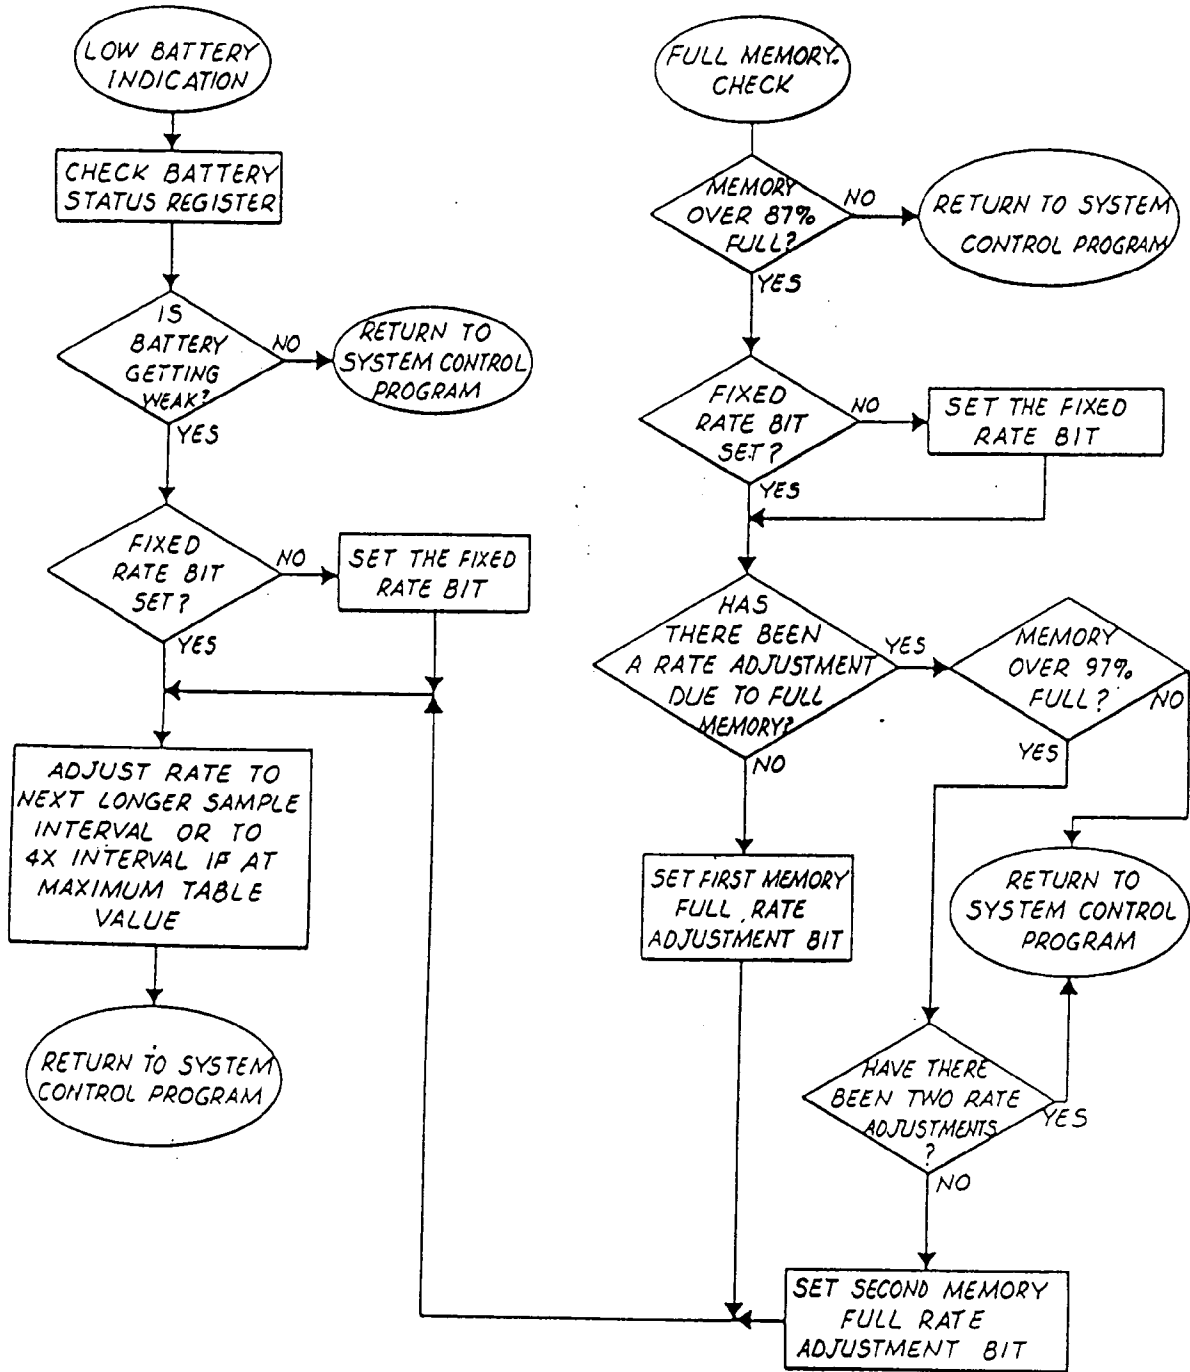 LOW BATTERY
INDICATION
CHECK BATTERY
STATUS REGISTER
IS
BATTERY
GETTING
WEAK?
NO
RETURN TO
SYSTEM CONTROL
PROGRAM
YES
FIXED
RATE BIT
SET?
NO
SET THE FIXED
RATE BIT
YES
ADJUST RATE TO
NEXT LONGER SAMPLE
INTERVAL OR TO
4X INTERVAL IF AT
MAXIMUM TABLE
VALUE
RETURN TO SYSTEM
CONTROL PROGRAM
FULL MEMORY
CHECK
MEMORY
OVER 87%
FULL?
NO
RETURN TO SYSTEM
CONTROL PROGRAM
YES
FIXED
RATE BIT
SET?
NO
SET THE FIXED
RATE BIT
YES
HAS
THERE BEEN
A RATE ADJUSTMENT
DUE TO FULL
MEMORY?
YES
MEMORY
OVER 97%
FULL?
NO
YES
NO
SET FIRST MEMORY
FULL RATE
ADJUSTMENT BIT
RETURN TO
SYSTEM CONTROL
PROGRAM
HAVE THERE
BEEN TWO RATE
ADJUSTMENTS
?
YES
NO
SET SECOND MEMORY
FULL RATE
ADJUSTMENT BIT